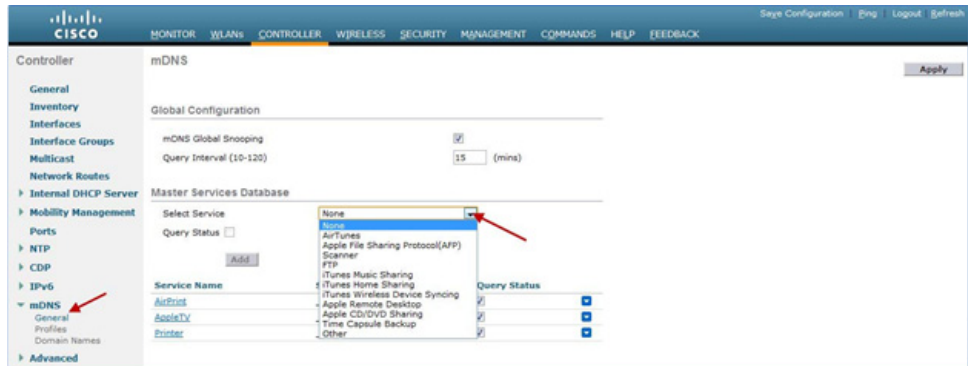 Save Configuration Ping Logout Refresh
CISCO MONITOR WLANs CONTROLLER WIRELESS SECURITY MANAGEMENT COMMANDS HELP FEEDBACK
Controller
General
Inventory
Interfaces
Interface Groups
Multicast
Network Routes
Internal DHCP Server
Mobility Management
Ports
NTP
CDP
IPv6
mDNS
General
Profiles
Domain Names
Advanced
mDNS
Apply
Global Configuration
mDNS Global Snooping
Query Interval (10-120) 15 (mins)
Master Services Database
Select Service None
None
AirTunes
Apple File Sharing Protocol(AFP)
Scanner
FTP
iTunes Music Sharing
iTunes Home Sharing
iTunes Wireless Device Syncing
Apple Remote Desktop
Apple CD/DVD Sharing
Time Capsule Backup
Other
Query Status
Add
Service Name Query Status
AirPrint
AppleTV
Printer